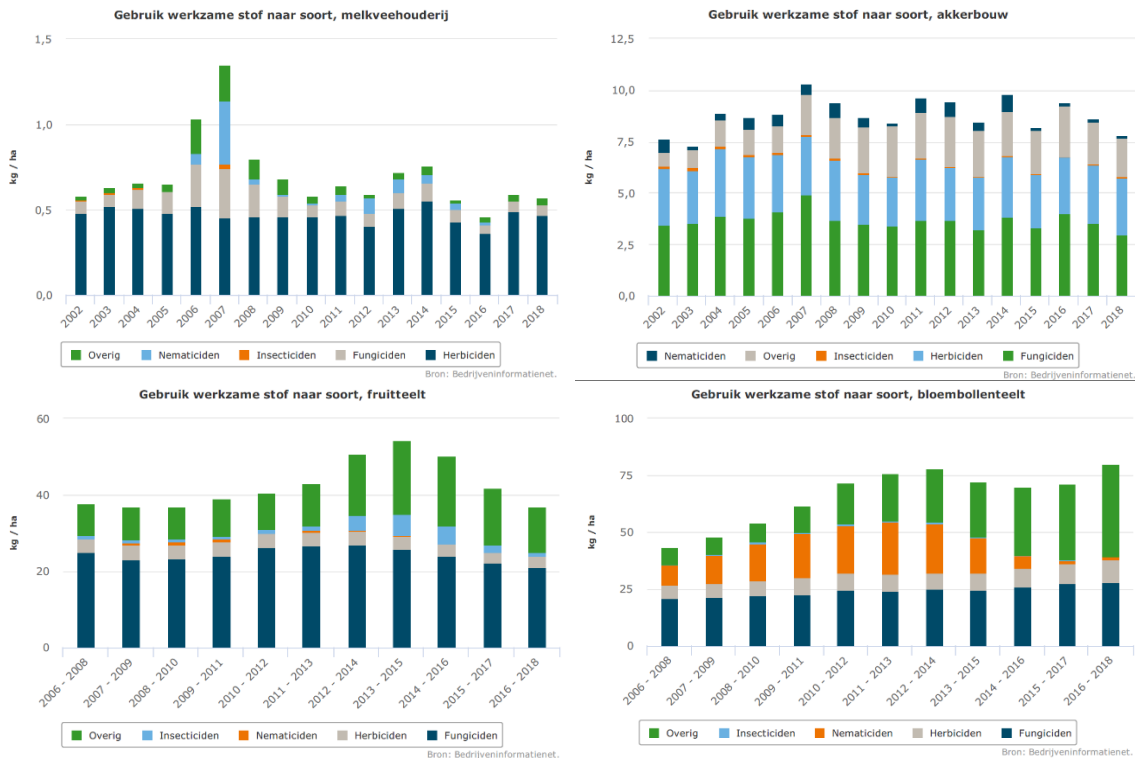 Gebruik werkzame stof naar soort, melkveehouderij
1,5
1,0
0,5
0,0
kg / ha
2002 2003 2004 2005 2006 2007 2008 2009 2010 2011 2012 2013 2014 2015 2016 2017 2018
Overig Nematiciden Insecticiden Fungiciden Herbiciden
Bron: Bedrijveninformatienet.
Gebruik werkzame stof naar soort, akkerbouw
12,5
10,0
7,5
5,0
2,5
0,0
kg / ha
2002 2003 2004 2005 2006 2007 2008 2009 2010 2011 2012 2013 2014 2015 2016 2017 2018
Nematiciden Overig Insecticiden Herbiciden Fungiciden
Bron: Bedrijveninformatienet.
Gebruik werkzame stof naar soort, fruitteelt
60
40
20
0
kg / ha
2006 - 2008 2007 - 2009 2008 - 2010 2009 - 2011 2010 - 2012 2011 - 2013 2012 - 2014 2013 - 2015 2014 - 2016 2015 - 2017 2016 - 2018
Overig Insecticiden Nematiciden Herbiciden Fungiciden
Bron: Bedrijveninformatienet.
Gebruik werkzame stof naar soort, bloembollenteelt
100
75
50
25
0
kg / ha
2006 - 2008 2007 - 2009 2008 - 2010 2009 - 2011 2010 - 2012 2011 - 2013 2012 - 2014 2013 - 2015 2014 - 2016 2015 - 2017 2016 - 2018
Overig Insecticiden Nematiciden Herbiciden Fungiciden
Bron: Bedrijveninformatienet.